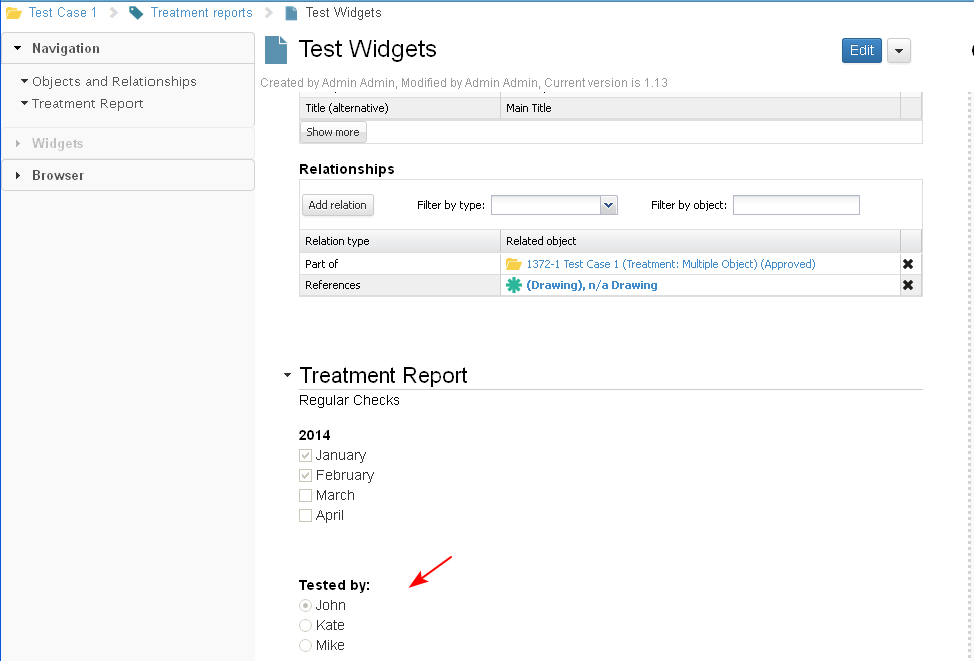 Test Case 1 Treatment reports Test Widgets
Navigation
Objects and Relationships
Treatment Report
Widgets
Browser
Test Widgets
Edit
Created by Admin Admin, Modified by Admin Admin, Current version is 1.13
Title (alternative) Main Title
Show more
Relationships
Add relation Filter by type: Filter by object:
Relation type Related object
Part of 1372-1 Test Case 1 (Treatment: Multiple Object) (Approved)
References (Drawing), n/a Drawing
Treatment Report
Regular Checks
2014
January
February
March
April
Tested by:
John
Kate
Mike